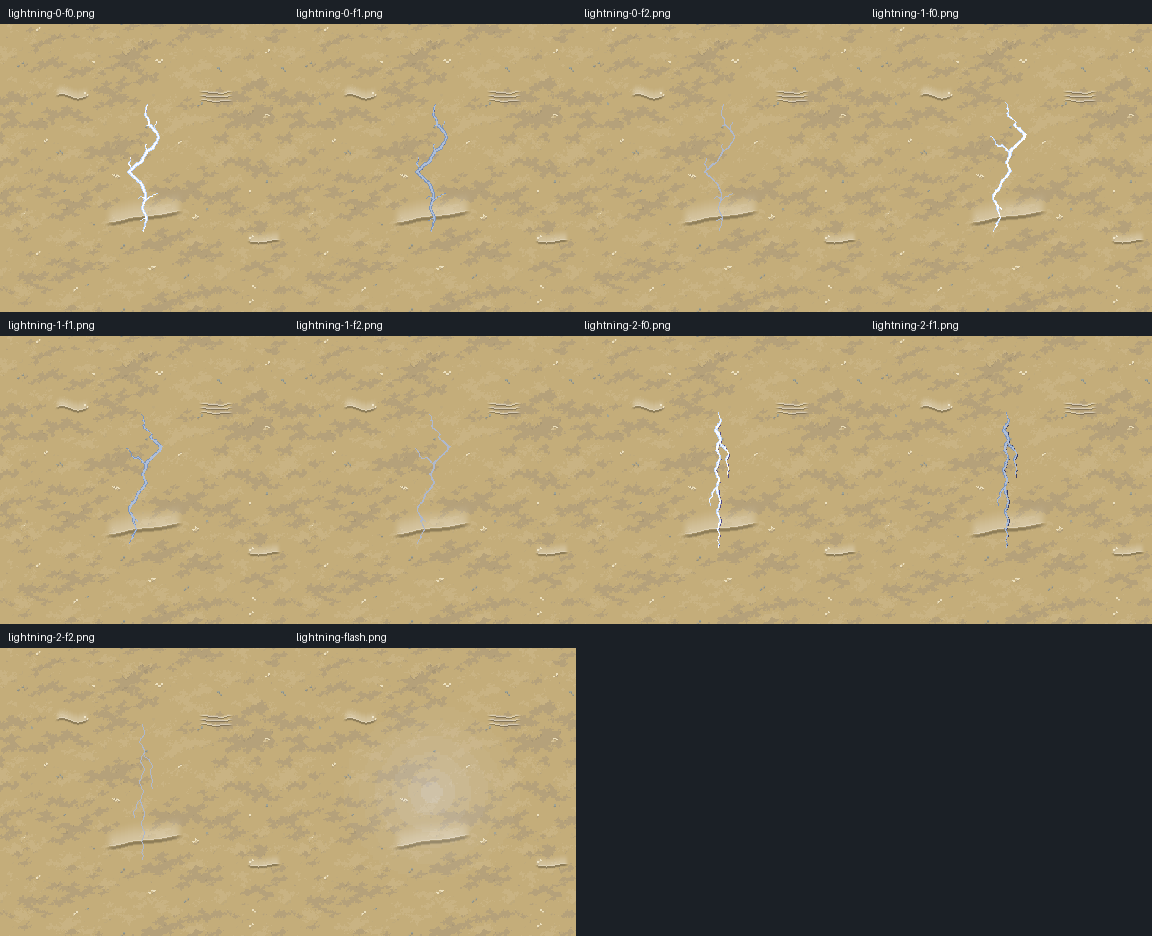 lightning-0-f0.png
lightning-0-f1.png
lightning-0-f2.png
lightning-1-f0.png
lightning-1-f1.png
lightning-1-f2.png
lightning-2-f0.png
lightning-2-f1.png
lightning-2-f2.png
lightning-flash.png